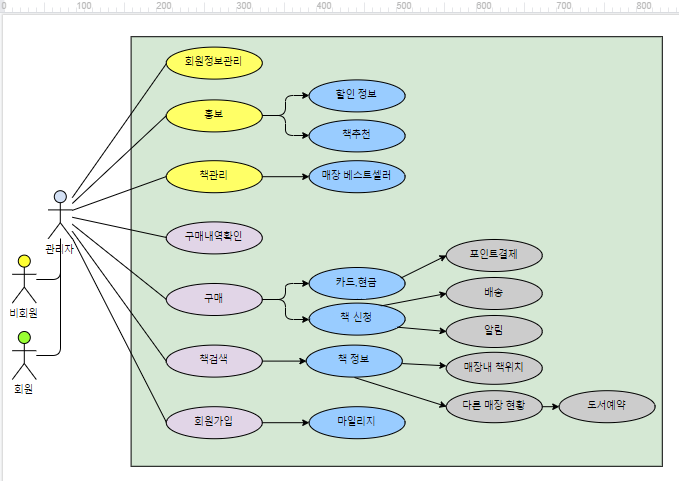 0 100 200 300 400 500 600 700 800
회원정보관리
홍보
할인 정보
책추천
책관리
매장 베스트셀러
관리자
구매내역확인
비회원
구매
카드,현금
포인트결제
책 신청
배송
알림
회원
책검색
책 정보
매장내 책위치
다른 매장 현황
도서예약
회원가입
마일리지